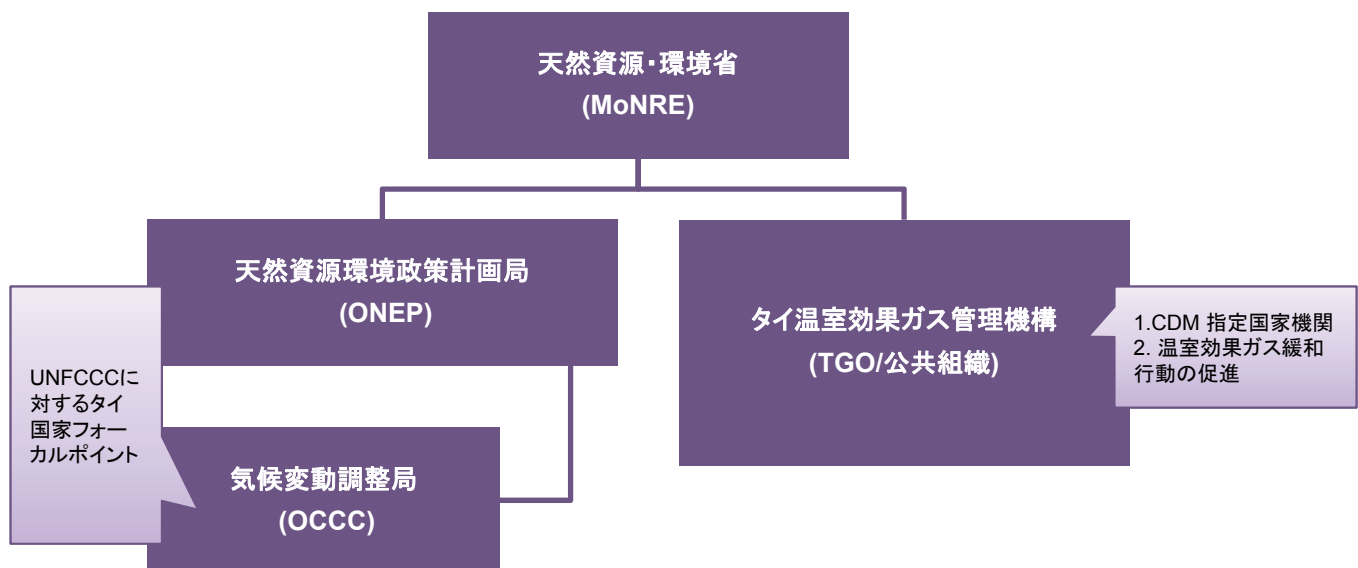 天然資源・環境省
(MoNRE)
天然資源環境政策計画局
(ONEP)
タイ温室効果ガス管理機構
(TGO/公共組織)
1.CDM 指定国家機関
2. 温室効果ガス緩和
行動の促進
UNFCCCに
対するタイ
国家フォー
カルポイント
気候変動調整局
(OCCC)